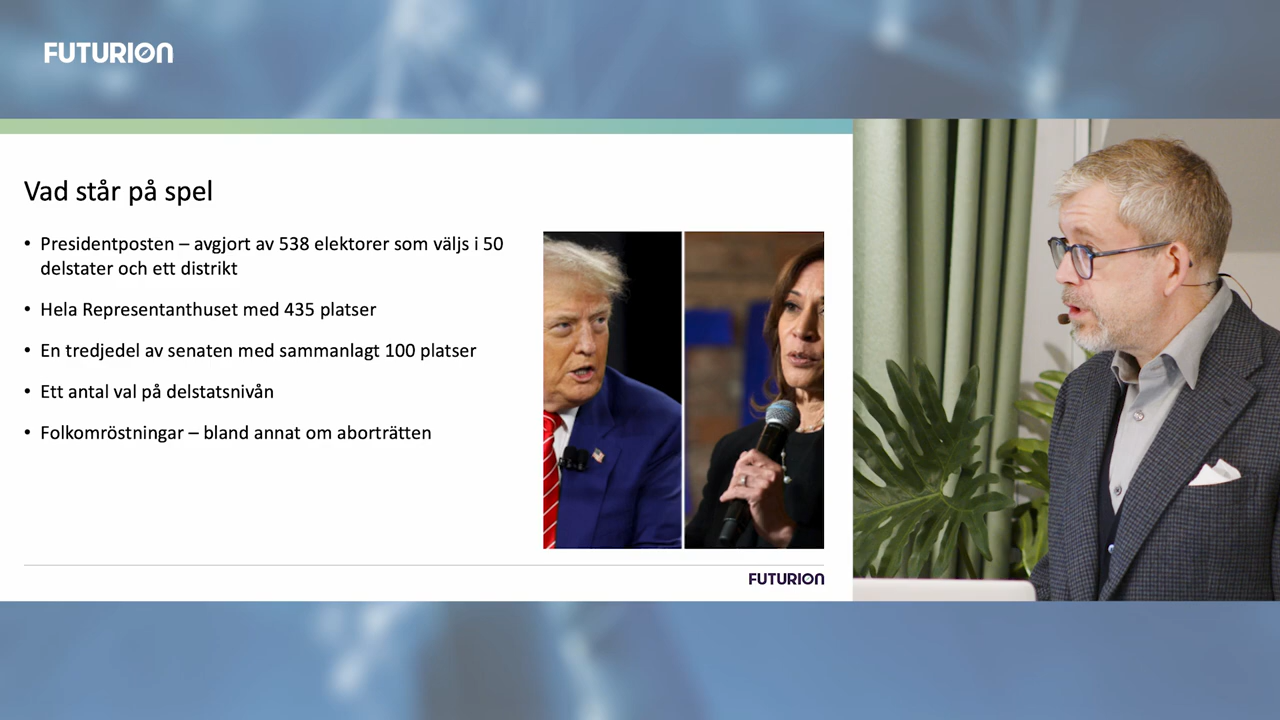 FUTURION
Vad står på spel
• Presidentposten – avgjort av 538 elektorer som väljs i 50
delstater och ett distrikt
• Hela Representanthuset med 435 platser
• En tredjedel av senaten med sammanlagt 100 platser
• Ett antal val på delstatsnivån
• Folkomröstningar – bland annat om aborträtten
FUTURION